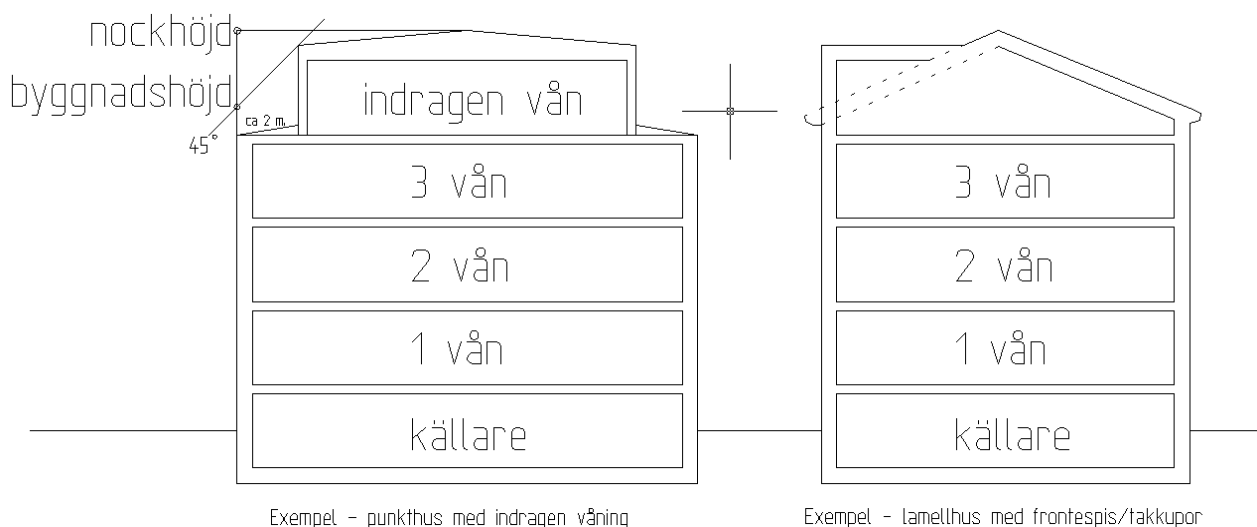 nockhöjd
byggnadshöjd
45°
ca 2 m.
indragen vån
3 vån
2 vån
1 vån
källare
Exempel - punkthus med indragen våning
3 vån
2 vån
1 vån
källare
Exempel - lamellhus med frontespis/takkupor